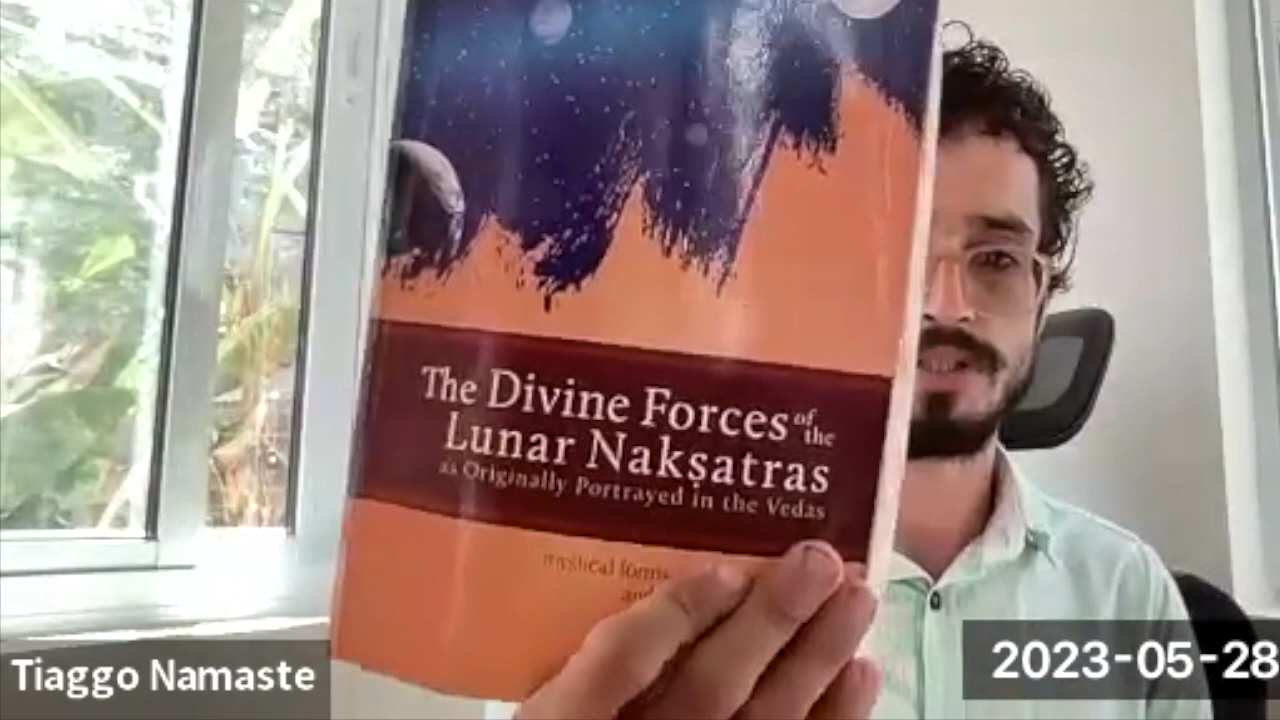 The Divine Forces of the
Lunar Nakṣatras
as Originally Portrayed in the Vedas
mystical forms
and
Tiaggo Namaste
2023-05-28